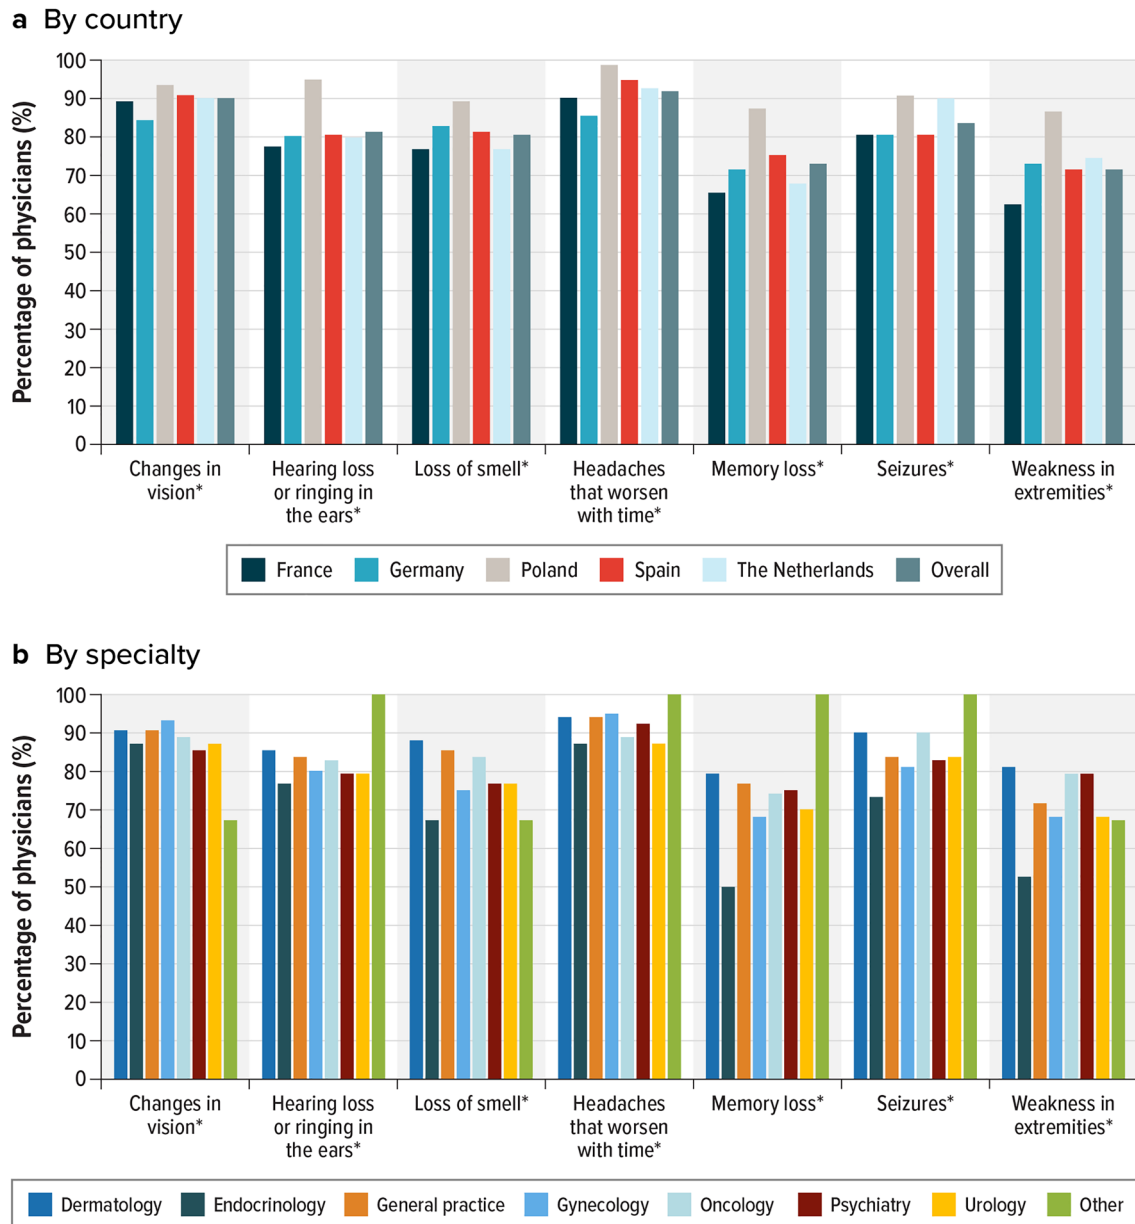 a By country
Percentage of physicians (%)
100
90
80
70
60
50
40
30
20
10
0
Changes in
vision*
Hearing loss
or ringing in
the ears*
Loss of smell*
Headaches
that worsen
with time*
Memory loss*
Seizures*
Weakness in
extremities*
France Germany Poland Spain The Netherlands Overall
b By specialty
Percentage of physicians (%)
100
90
80
70
60
50
40
30
20
10
0
Changes in
vision*
Hearing loss
or ringing in
the ears*
Loss of smell*
Headaches
that worsen
with time*
Memory loss*
Seizures*
Weakness in
extremities*
Dermatology Endocrinology General practice Gynecology Oncology Psychiatry Urology Other